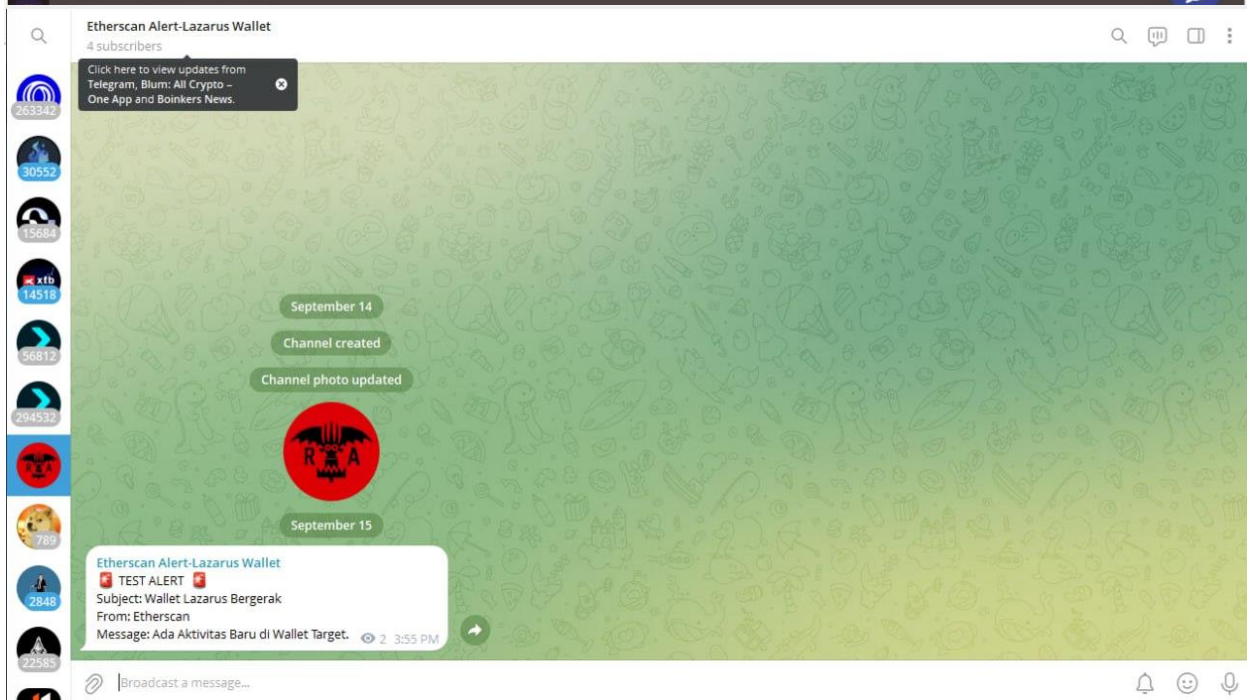 Etherscan Alert-Lazarus Wallet
4 subscribers
Click here to view updates from
Telegram, Blum: All Crypto –
One App and Boinkers News.
263342
30552
15684
xfb
14518
56812
294532
R A
789
2848
22585
September 14
Channel created
Channel photo updated
R A
September 15
Etherscan Alert-Lazarus Wallet
🚨 TEST ALERT 🚨
Subject: Wallet Lazarus Bergerak
From: Etherscan
Message: Ada Aktivitas Baru di Wallet Target.
2 3:55 PM
Broadcast a message...